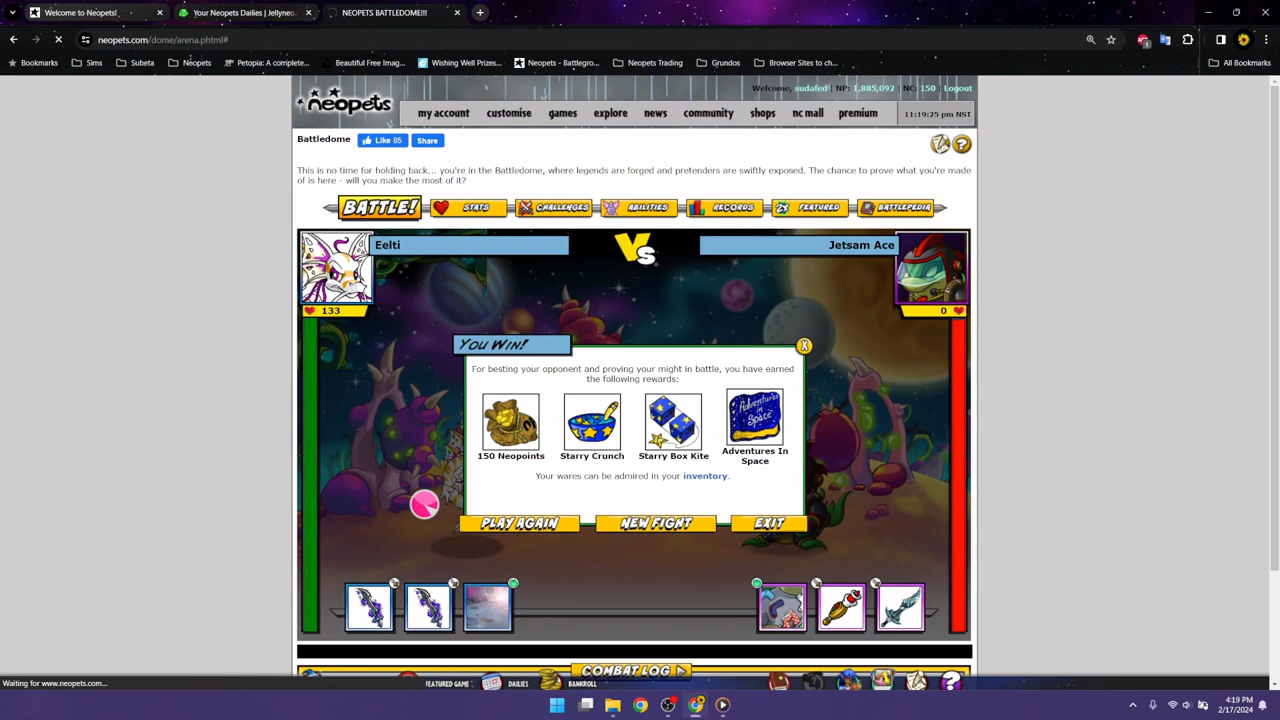 Welcome to Neopets!
Your Neopets Dailies | Jellyneo.
NEOPETS BATTLEDOME!!!
neopets.com/dome/arena.phtml#
Bookmarks
Sims
Subeta
Neopets
Petopia: A complete...
Beautiful Free Imag...
Wishing Well Prizes...
Neopets - Battlegro...
Neopets Trading
Grundos
Browser Sites to ch...
All Bookmarks
neopets
Welcome, sudafed | NP: 1,885,092 | NC: 150 | Logout
my account customise games explore news community shops nc mall premium
11:19:25 pm NST
Battledome
Like 85
Share
This is no time for holding back... you're in the Battledome, where legends are forged and pretenders are swiftly exposed. The chance to prove what you're made
of is here - will you make the most of it?
BATTLE! STATS CHALLENGES ABILITIES RECORDS 2X FEATURED BATTLEPEDIA
Eelti
Vs.
Jetsam Ace
133
0
YOU WIN!
X
For besting your opponent and proving your might in battle, you have earned
the following rewards:
Adventures
in
Space
150 Neopoints
Starry Crunch
Starry Box Kite
Adventures In
Space
Your wares can be admired in your inventory.
PLAY AGAIN NEW FIGHT EXIT
COMBAT LOG
Waiting for www.neopets.com...
FEATURED GAME
DAILIES
BANKROLL
4:19 PM
2/17/2024